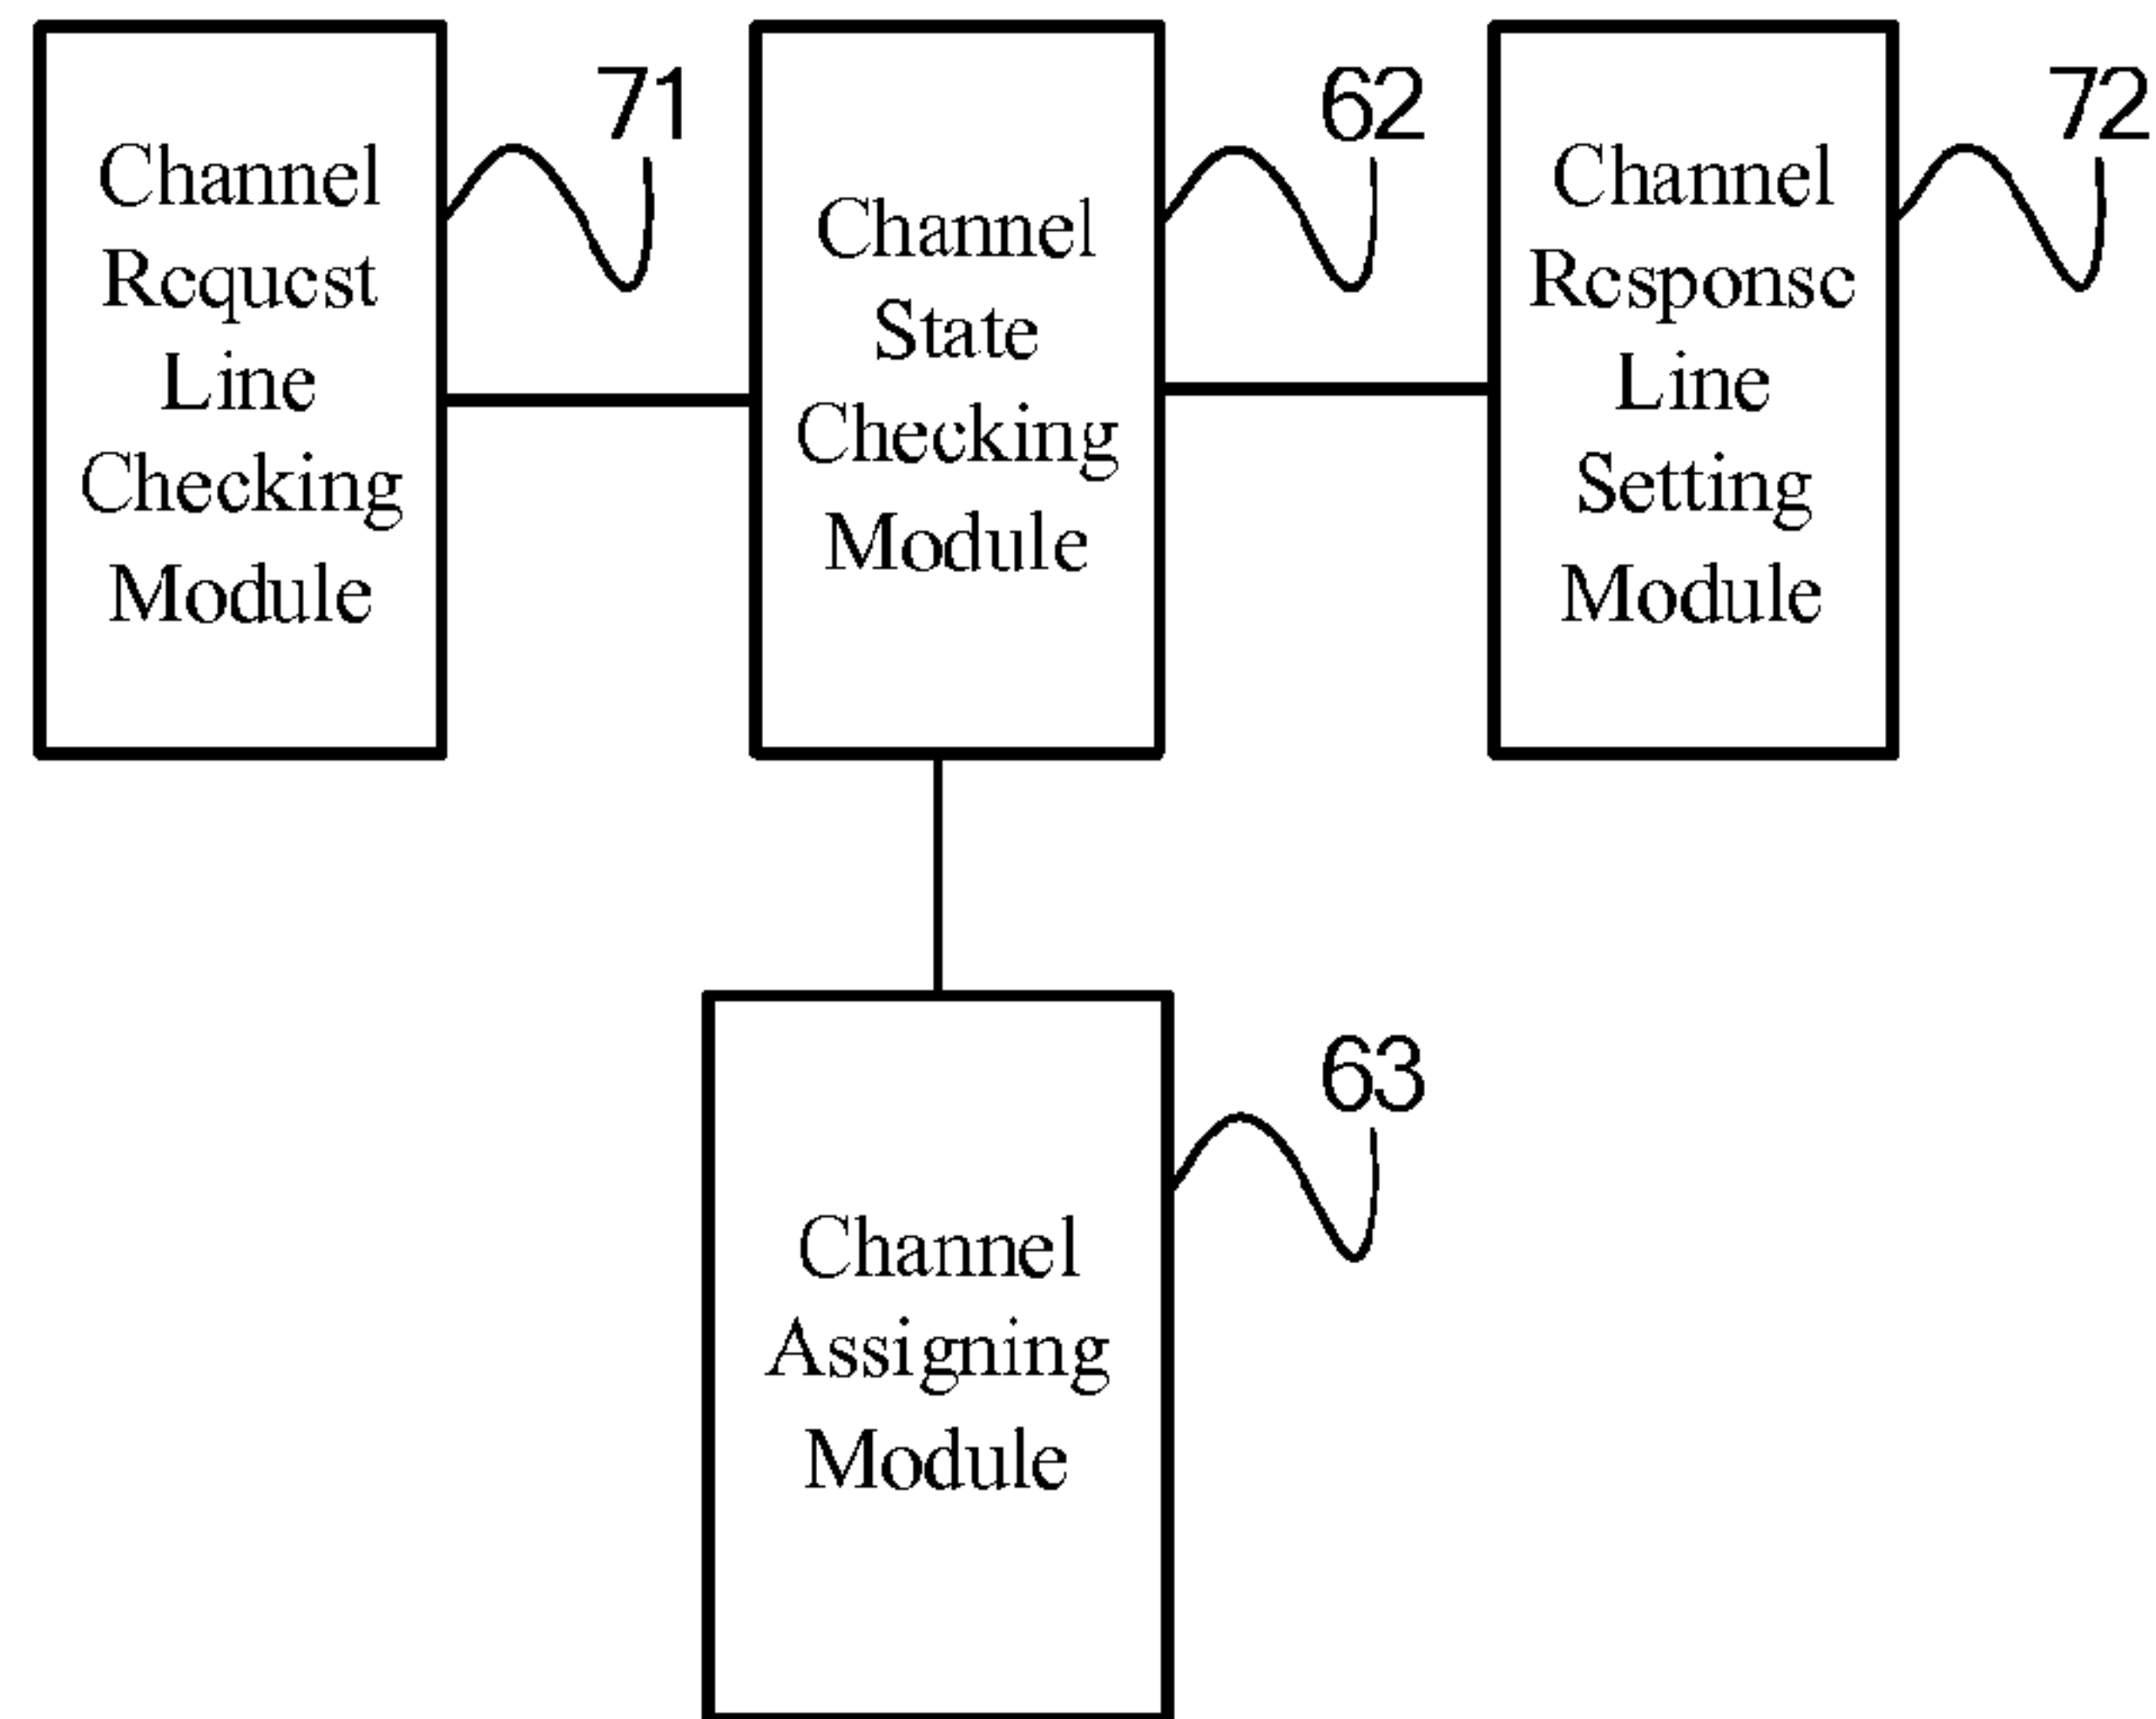 Channel
Request
Line
Checking
Module
71
Channel
State
Checking
Module
62
Channel
Response
Line
Setting
Module
72
Channel
Assigning
Module
63